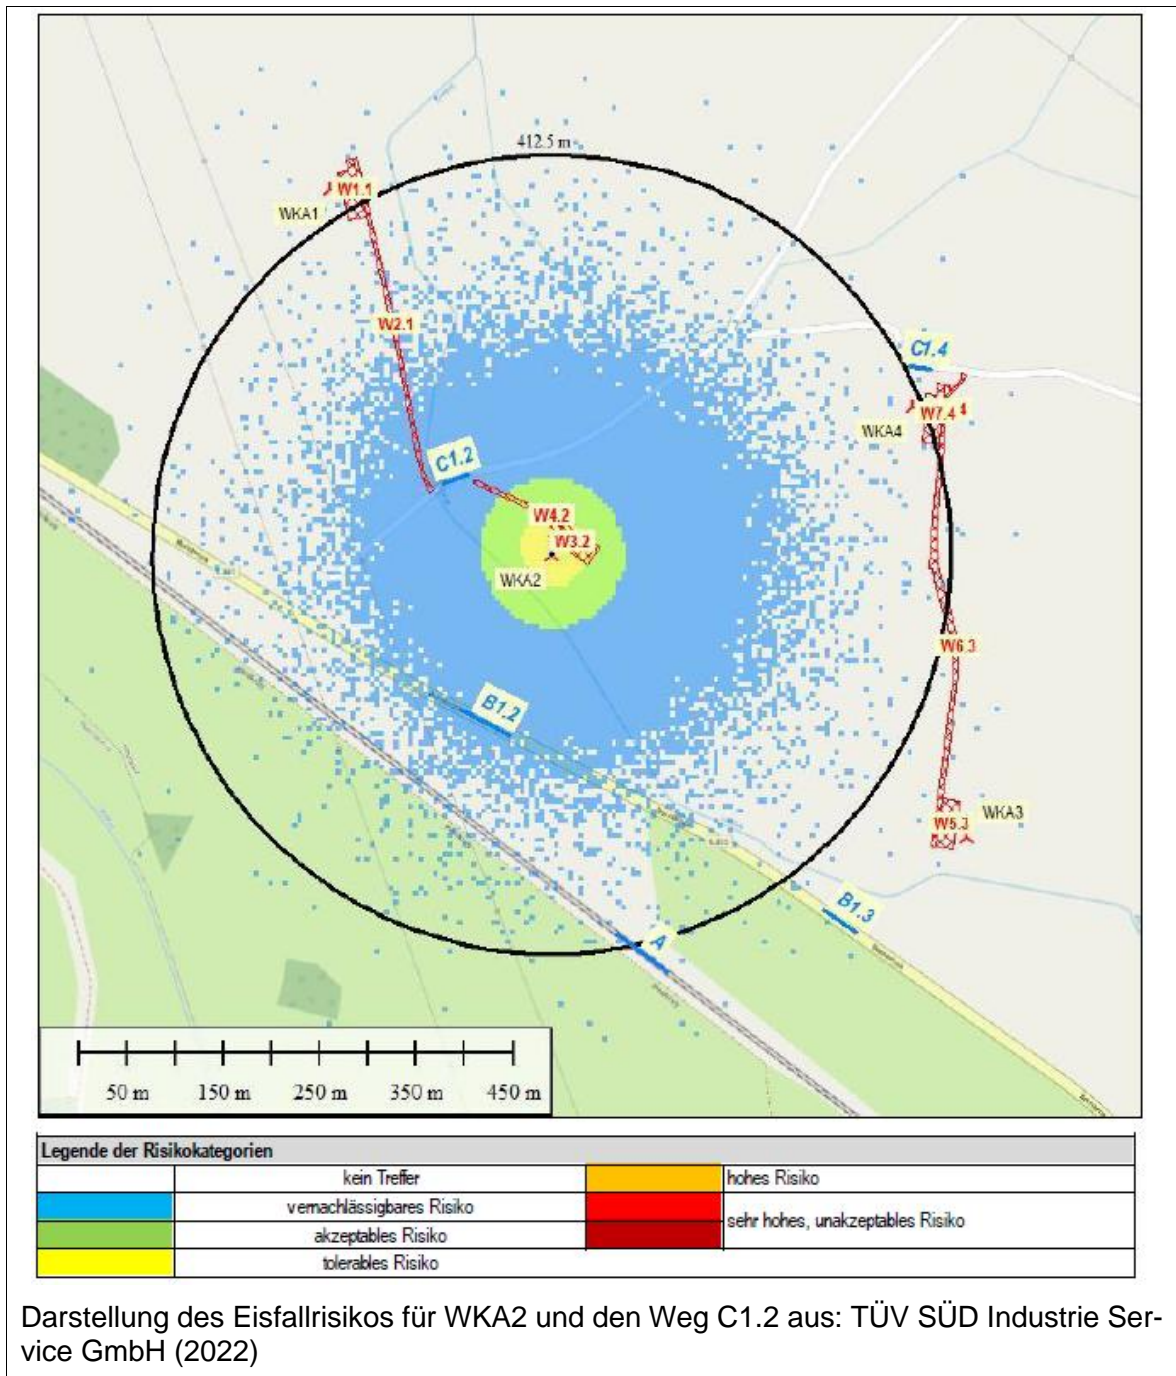 412.5 m
W1.1
WKA1
W2.1
C1.4
W7.4
WKA4
C1.2
W4.2
W3.2
WKA2
W6.3
B1.2
WKA3
W5.3
B1.3
A
50 m 150 m 250 m 350 m 450 m
Legende der Risikokategorien
kein Treffer hohes Risiko
vernachlässigbares Risiko
sehr hohes, unakzeptables Risiko
akzeptables Risiko
tolerables Risiko
Darstellung des Eisfallrisikos für WKA2 und den Weg C1.2 aus: TÜV SÜD Industrie Ser-
vice GmbH (2022)